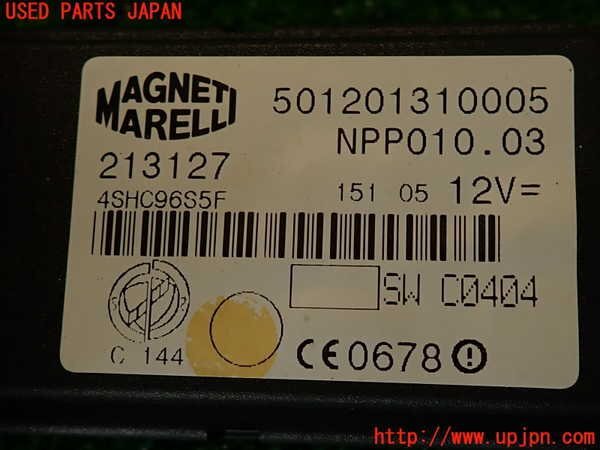 USED PARTS JAPAN
MAGNETI MARELLI
501201310005
NPP010.03
213127
4SHC96S5F
151 05 12V=
SW C0404
C 144
CE0678
http://www.upjpn.com/